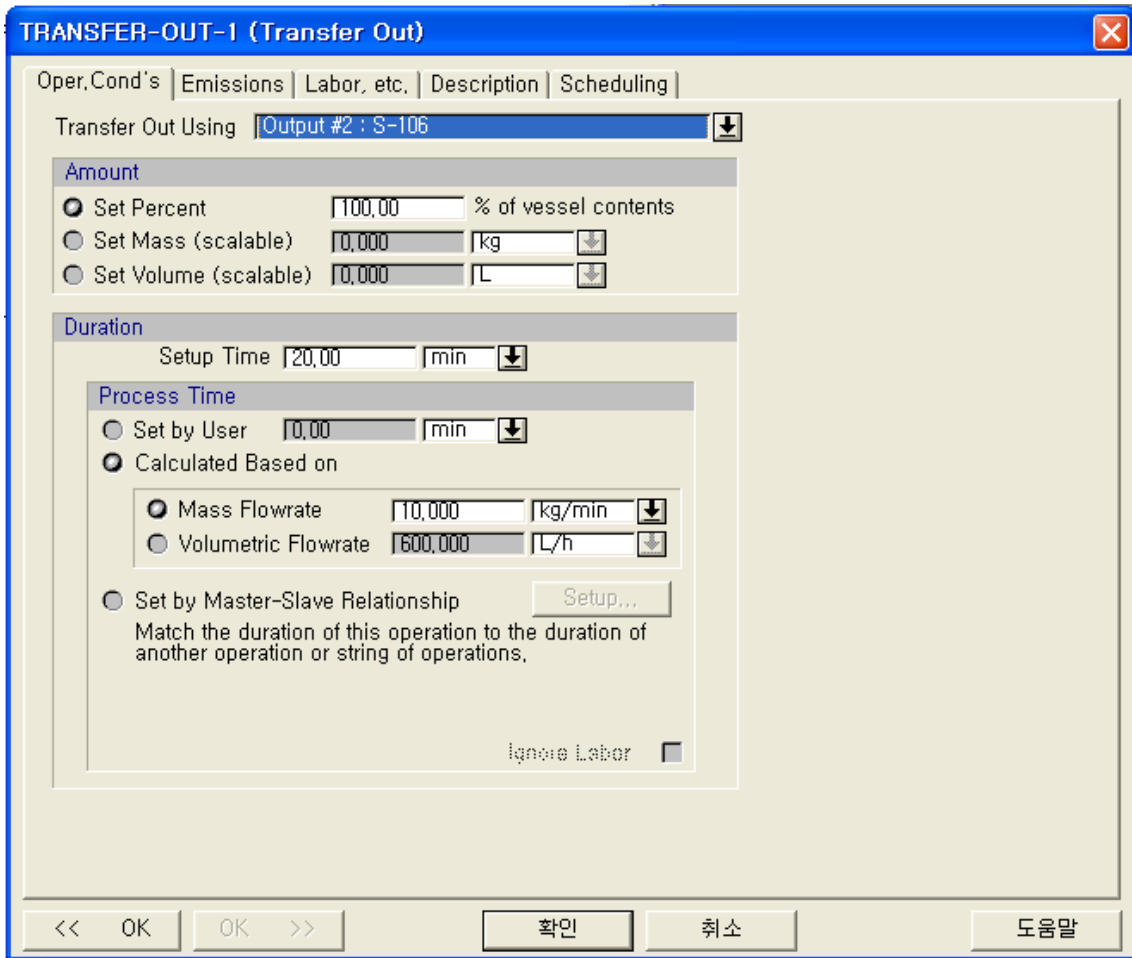 TRANSFER-OUT-1 (Transfer Out)
Oper,Cond's Emissions Labor, etc, Description Scheduling
Transfer Out Using Output #2 : S-106
Amount
Set Percent 100,00 % of vessel contents
Set Mass (scalable) 0,000 kg
Set Volume (scalable) 0,000 L
Duration
Setup Time 20,00 min
Process Time
Set by User 0,00 min
Calculated Based on
Mass Flowrate 10,000 kg/min
Volumetric Flowrate 600,000 L/h
Set by Master-Slave Relationship Setup,,,
Match the duration of this operation to the duration of
another operation or string of operations,
Ignore Labor
<< OK OK >> 확인 취소 도움말